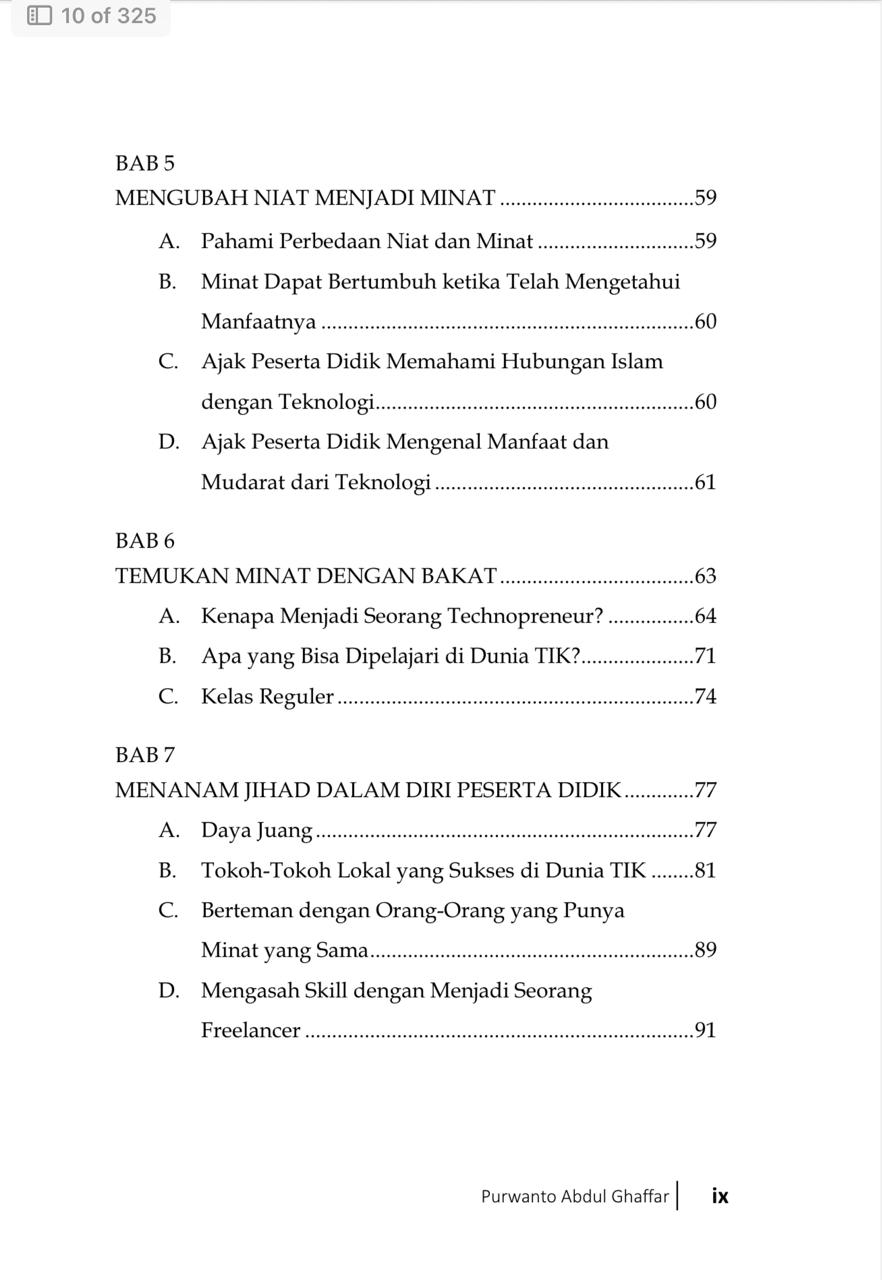 10 of 325
BAB 5
MENGUBAH NIAT MENJADI MINAT....................................59
A. Pahami Perbedaan Niat dan Minat.............................59
B. Minat Dapat Bertumbuh ketika Telah Mengetahui
Manfaatnya.....................................................................60
C. Ajak Peserta Didik Memahami Hubungan Islam
dengan Teknologi...........................................................60
D. Ajak Peserta Didik Mengenal Manfaat dan
Mudarat dari Teknologi................................................61
BAB 6
TEMUKAN MINAT DENGAN BAKAT....................................63
A. Kenapa Menjadi Seorang Technopreneur?................64
B. Apa yang Bisa Dipelajari di Dunia TIK?.....................71
C. Kelas Reguler..................................................................74
BAB 7
MENANAM JIHAD DALAM DIRI PESERTA DIDIK.............77
A. Daya Juang......................................................................77
B. Tokoh-Tokoh Lokal yang Sukses di Dunia TIK........81
C. Berteman dengan Orang-Orang yang Punya
Minat yang Sama............................................................89
D. Mengasah Skill dengan Menjadi Seorang
Freelancer........................................................................91
Purwanto Abdul Ghaffar | ix